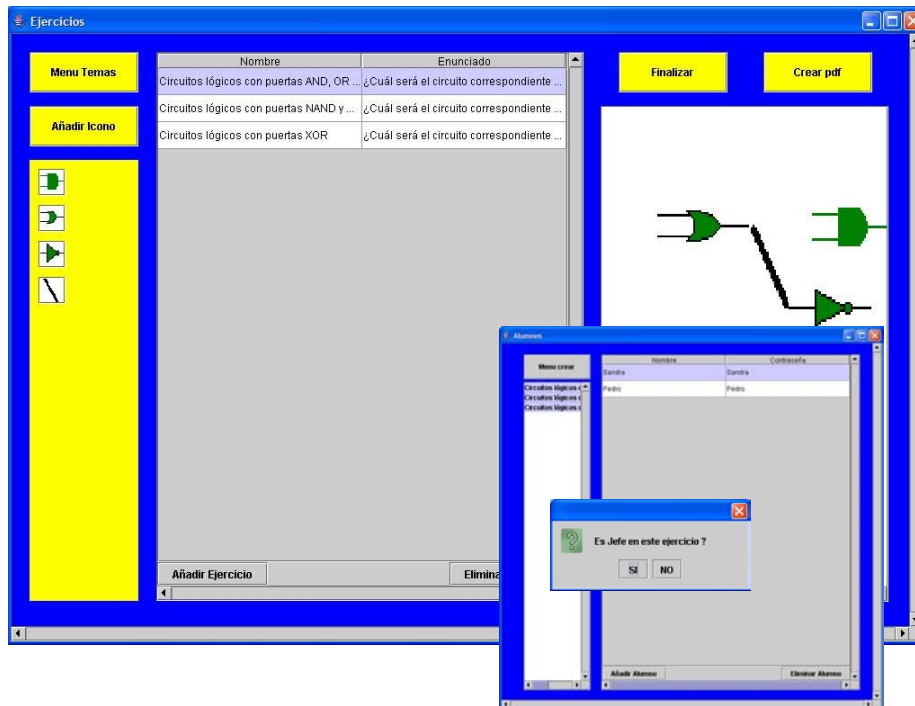 Ejercicios
Menu Temas
Añadir Icono
Nombre Enunciado
Circuitos lógicos con puertas AND, OR ... ¿Cuál será el circuito correspondiente ...
Circuitos lógicos con puertas NAND y ... ¿Cuál será el circuito correspondiente ...
Circuitos lógicos con puertas XOR ¿Cuál será el circuito correspondiente ...
Finalizar Crear pdf
Añadir Ejercicio Elimina
Alumnos
Menu crear
Circuitos lógicos c
Circuitos lógicos c
Circuitos lógicos c
Nombre Contraseña
Sandra Sandra
Pedro Pedro
Es Jefe en este ejercicio ?
SI NO
Añadir Alumno Eliminar Alumno